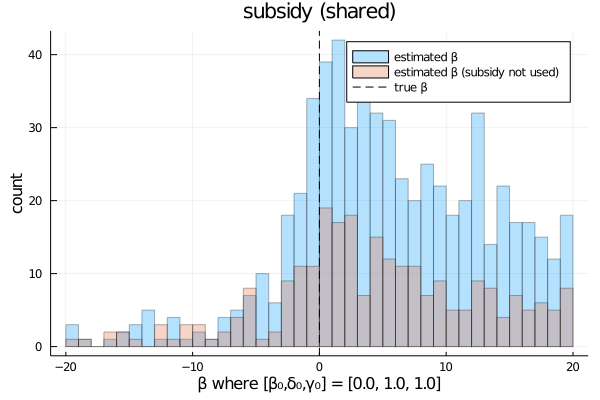 subsidy (shared)
estimated β
estimated β (subsidy not used)
true β
count
40
30
20
10
0
−20 −10 0 10 20
β where [β₀,δ₀,γ₀] = [0.0, 1.0, 1.0]